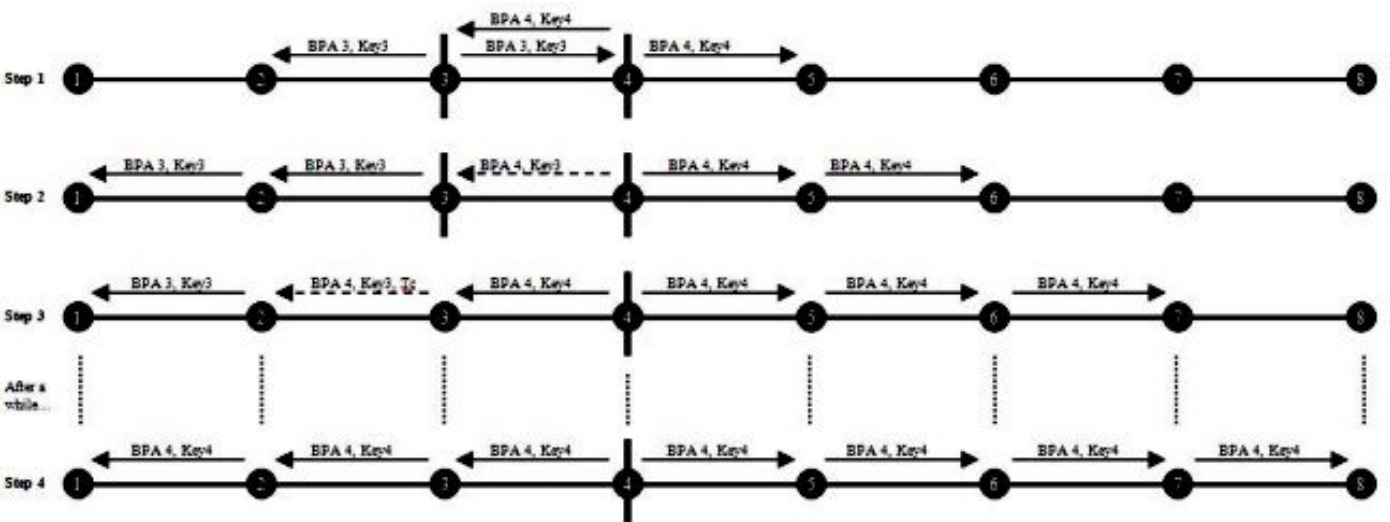 BPA 4, Key4
BPA 3, Key3 BPA 3, Key3 BPA 4, Key4
Step 1 1 2 3 4 5 6 7 8
BPA 3, Key3 BPA 3, Key3 BPA 4, Key3 BPA 4, Key4 BPA 4, Key4
Step 2 1 2 3 4 5 6 7 8
BPA 3, Key3 BPA 4, Key3, Ts BPA 4, Key4 BPA 4, Key4 BPA 4, Key4 BPA 4, Key4
Step 3 1 2 3 4 5 6 7 8
After a
while...
BPA 4, Key4 BPA 4, Key4 BPA 4, Key4 BPA 4, Key4 BPA 4, Key4 BPA 4, Key4 BPA 4, Key4
Step 4 1 2 3 4 5 6 7 8